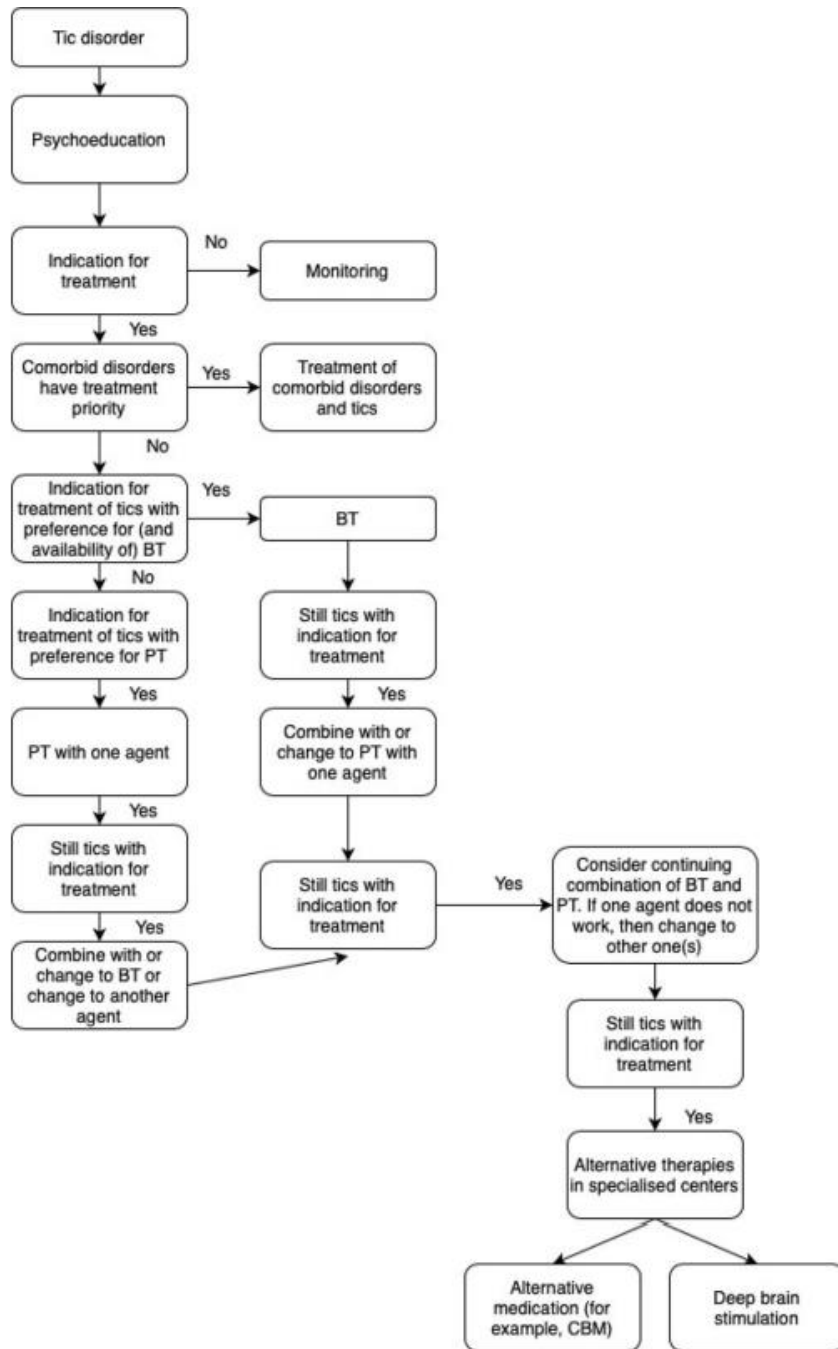 Tic disorder
Psychoeducation
Indication for
treatment
No
Monitoring
Yes
Comorbid disorders
have treatment
priority
Yes
Treatment of
comorbid disorders
and tics
No
Indication for
treatment of tics with
preference for (and
availability of) BT
Yes
BT
No
Indication for
treatment of tics with
preference for PT
Still tics with
indication for
treatment
Yes
Yes
PT with one agent
Combine with or
change to PT with
one agent
Yes
Still tics with
indication for
treatment
Still tics with
indication for
treatment
Yes
Consider continuing
combination of BT and
PT. If one agent does not
work, then change to
other one(s)
Yes
Combine with or
change to BT or
change to another
agent
Still tics with
indication for
treatment
Yes
Alternative therapies
in specialised centers
Alternative
medication (for
example, CBM)
Deep brain
stimulation